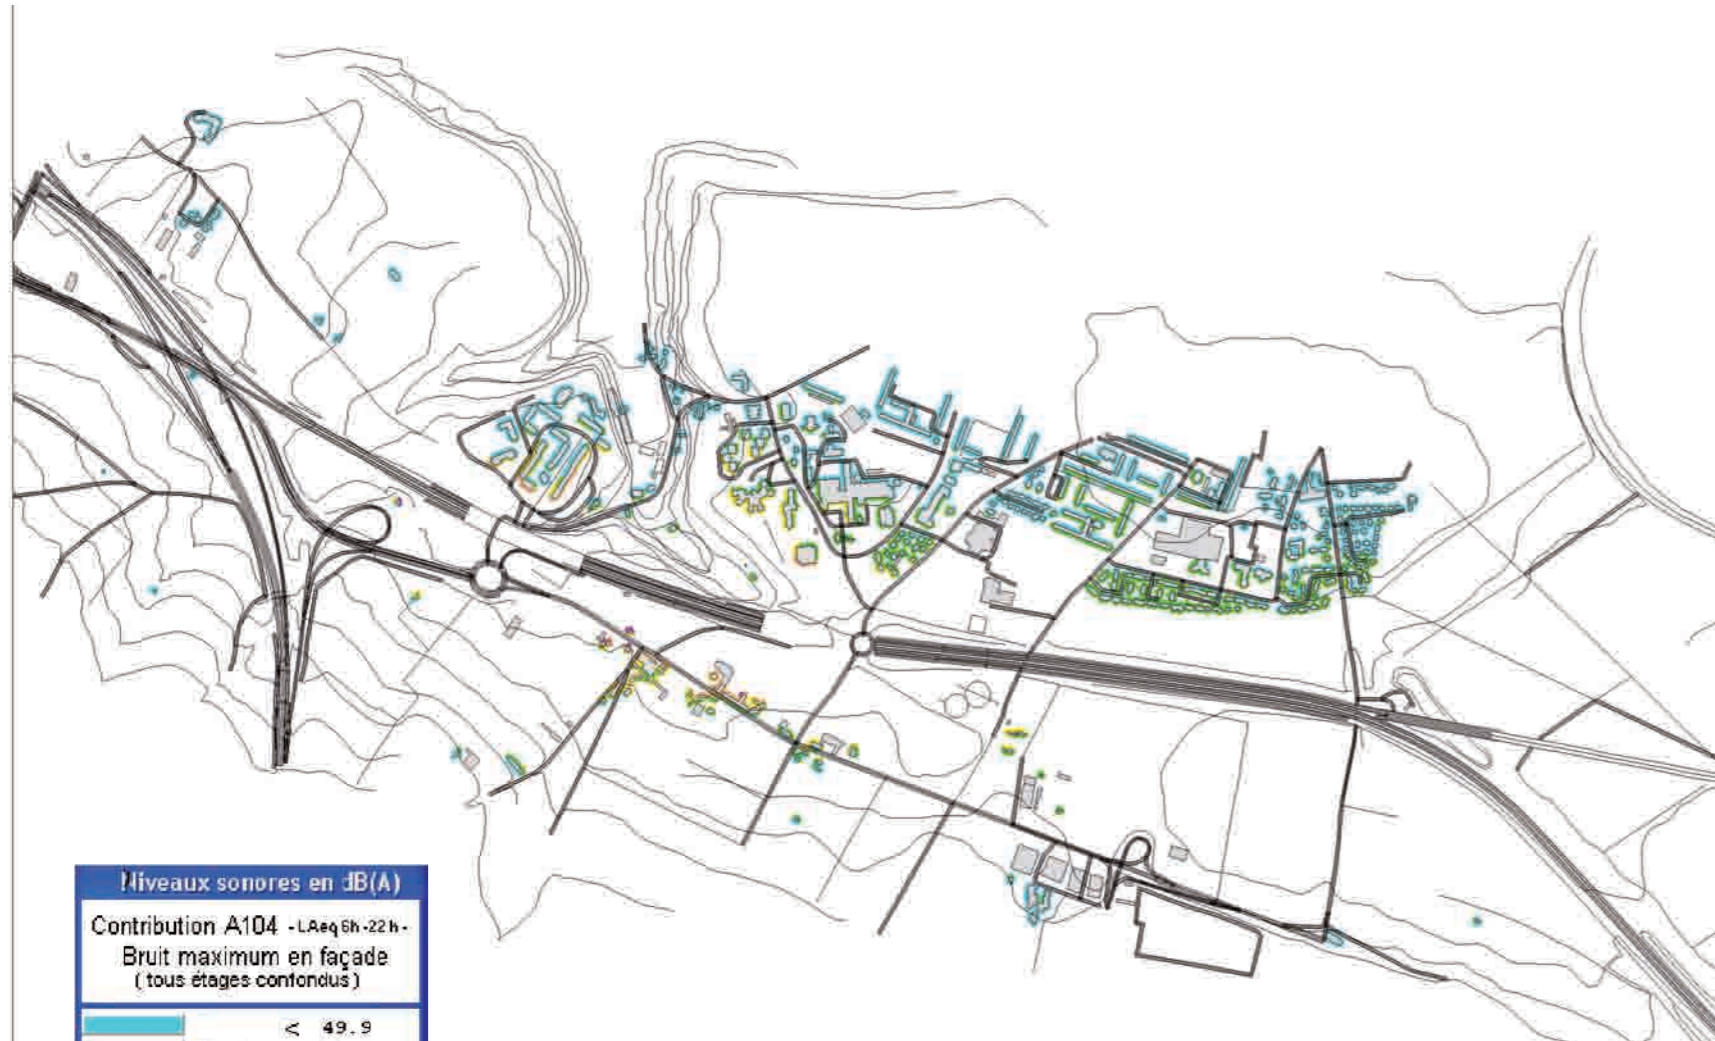 Niveaux sonores en dB(A)
Contribution A104 -LAeq 6h-22h-
Bruit maximum en façade
( tous étages confondus )
< 49.9